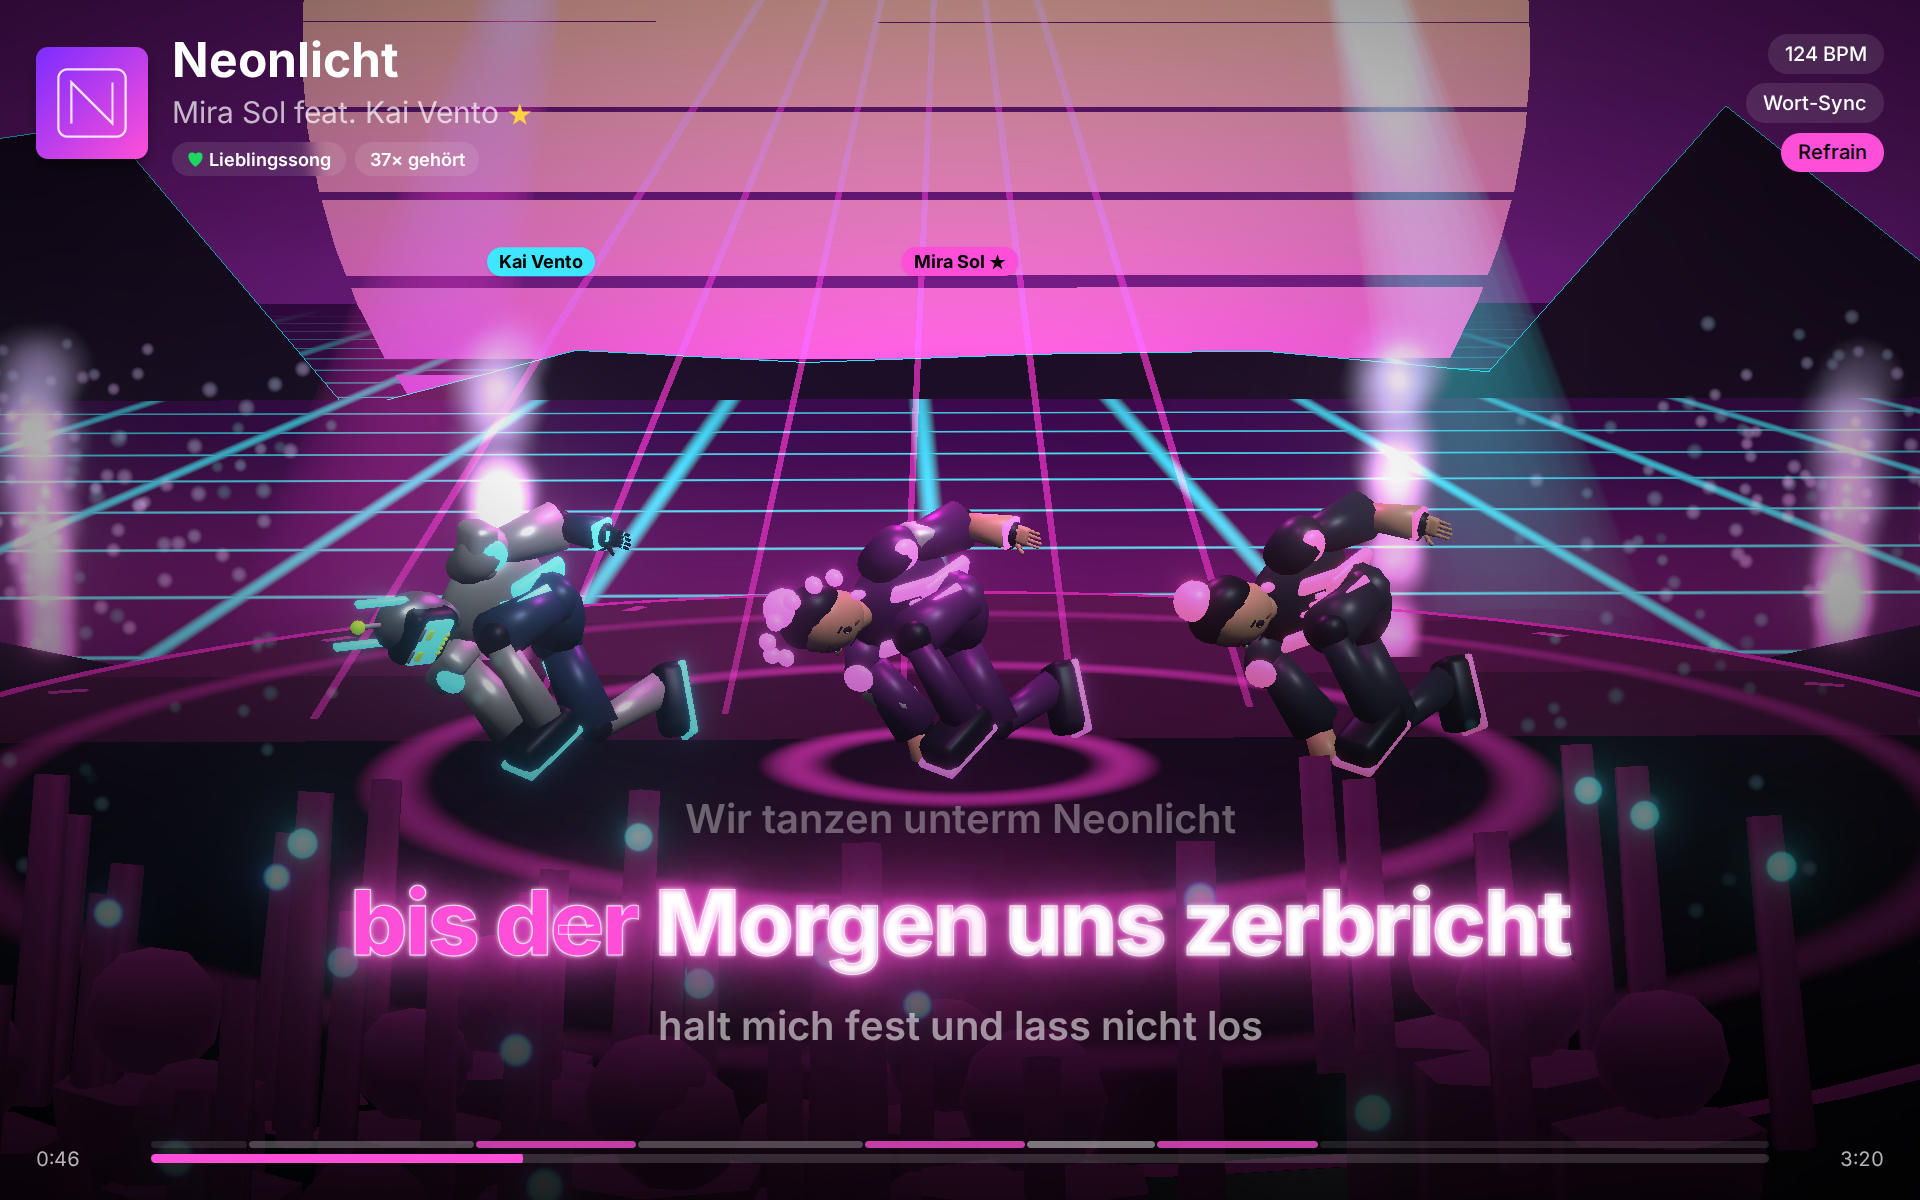 Neonlicht
Mira Sol feat. Kai Vento ★
Lieblingssong
37× gehört
124 BPM
Wort-Sync
Refrain
Kai Vento
Mira Sol ★
Wir tanzen unterm Neonlicht
bis der Morgen uns zerbricht
halt mich fest und lass nicht los
0:46
3:20